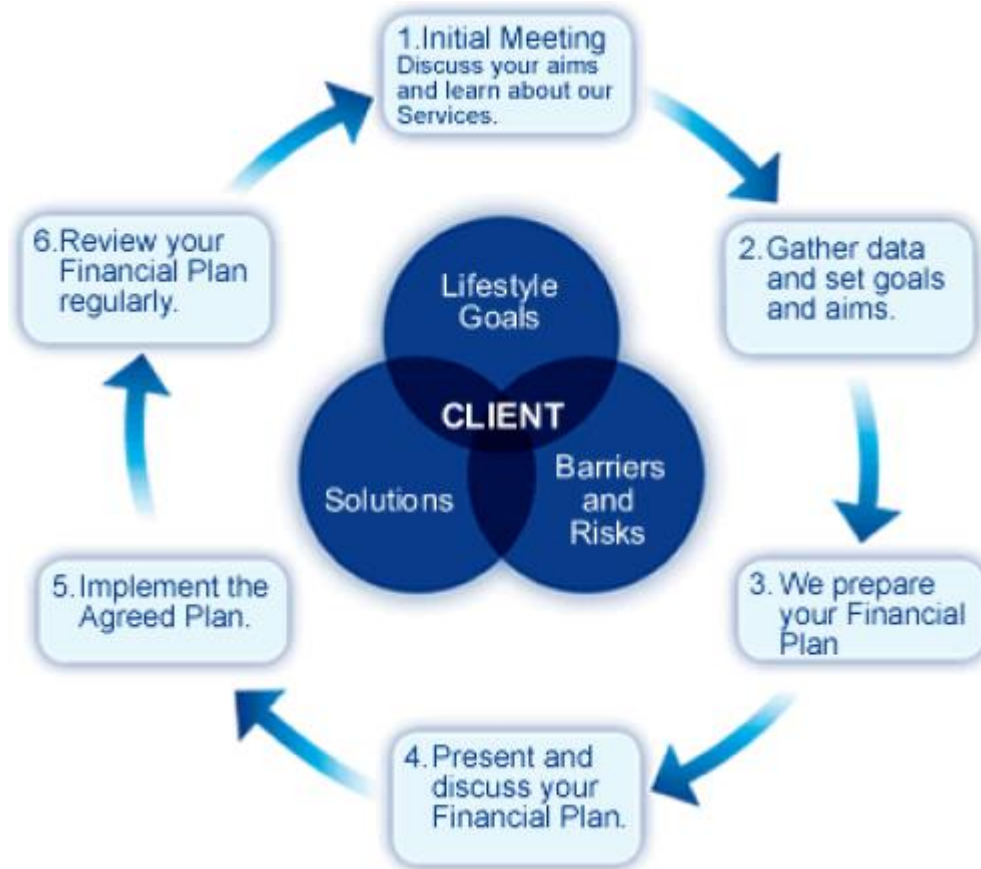 1.Initial Meeting
Discuss your aims
and learn about our
Services.
2.Gather data
and set goals
and aims.
3. We prepare
your Financial
Plan
4.Present and
discuss your
Financial Plan.
5.Implement the
Agreed Plan.
6.Review your
Financial Plan
regularly.
Lifestyle
Goals
CLIENT
Solutions
Barriers
and
Risks